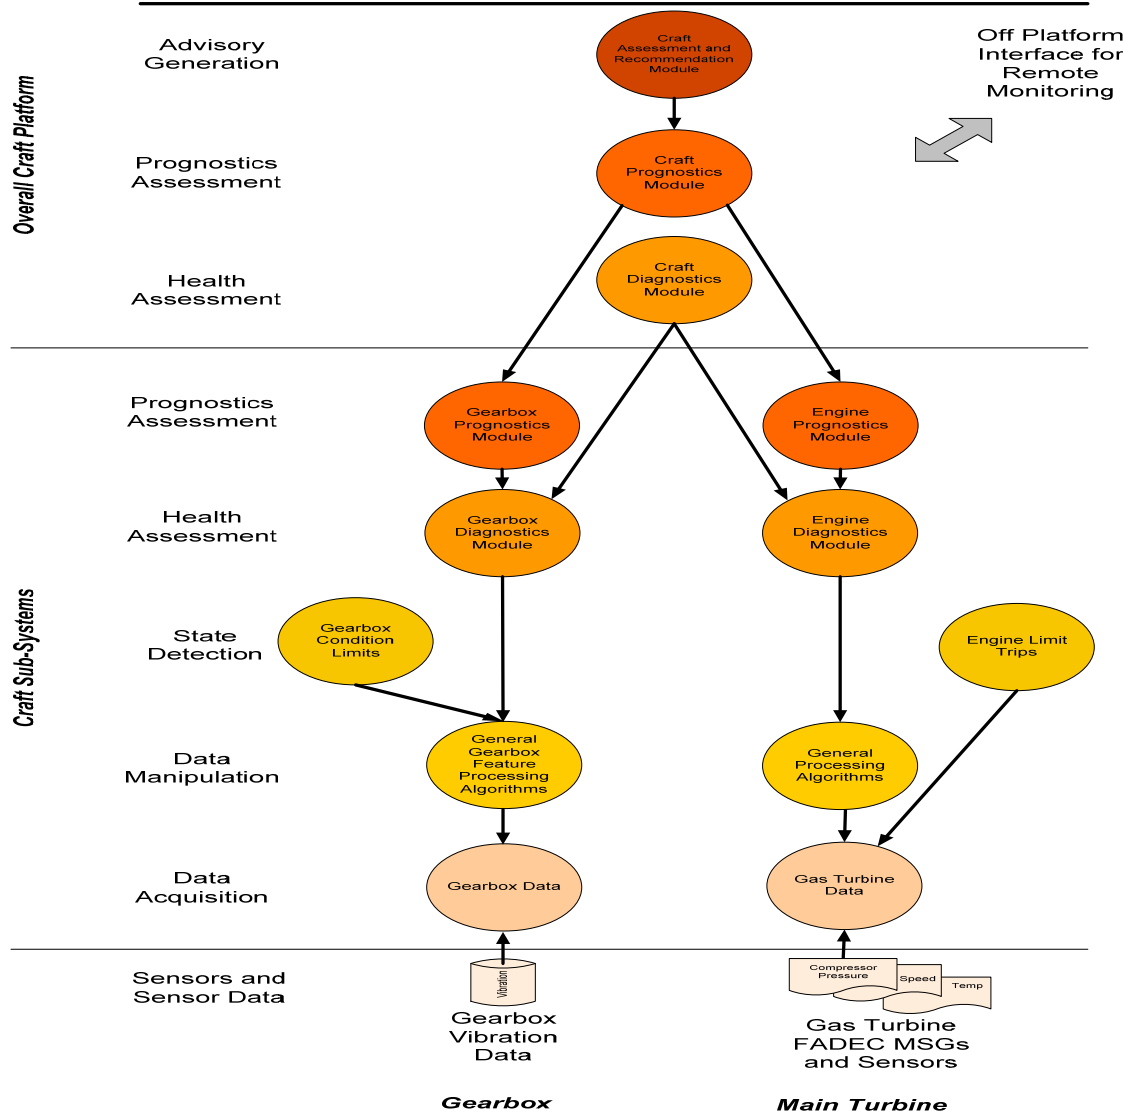 Advisory
Generation
Craft
Assessment and
Recommendation
Module
Off Platform
Interface for
Remote
Monitoring
Overall Craft Platform
Prognostics
Assessment
Craft
Prognostics
Module
Health
Assessment
Craft
Diagnostics
Module
Prognostics
Assessment
Gearbox
Prognostics
Module
Engine
Prognostics
Module
Health
Assessment
Gearbox
Diagnostics
Module
Engine
Diagnostics
Module
Craft Sub-Systems
State
Detection
Gearbox
Condition
Limits
Engine Limit
Trips
Data
Manipulation
General
Gearbox
Feature
Processing
Algorithms
General
Processing
Algorithms
Data
Acquisition
Gearbox Data
Gas Turbine
Data
Sensors and
Sensor Data
Vibration
Compressor
Pressure
Speed
Temp
Gearbox
Vibration
Data
Gas Turbine
FADEC MSGs
and Sensors
Gearbox
Main Turbine